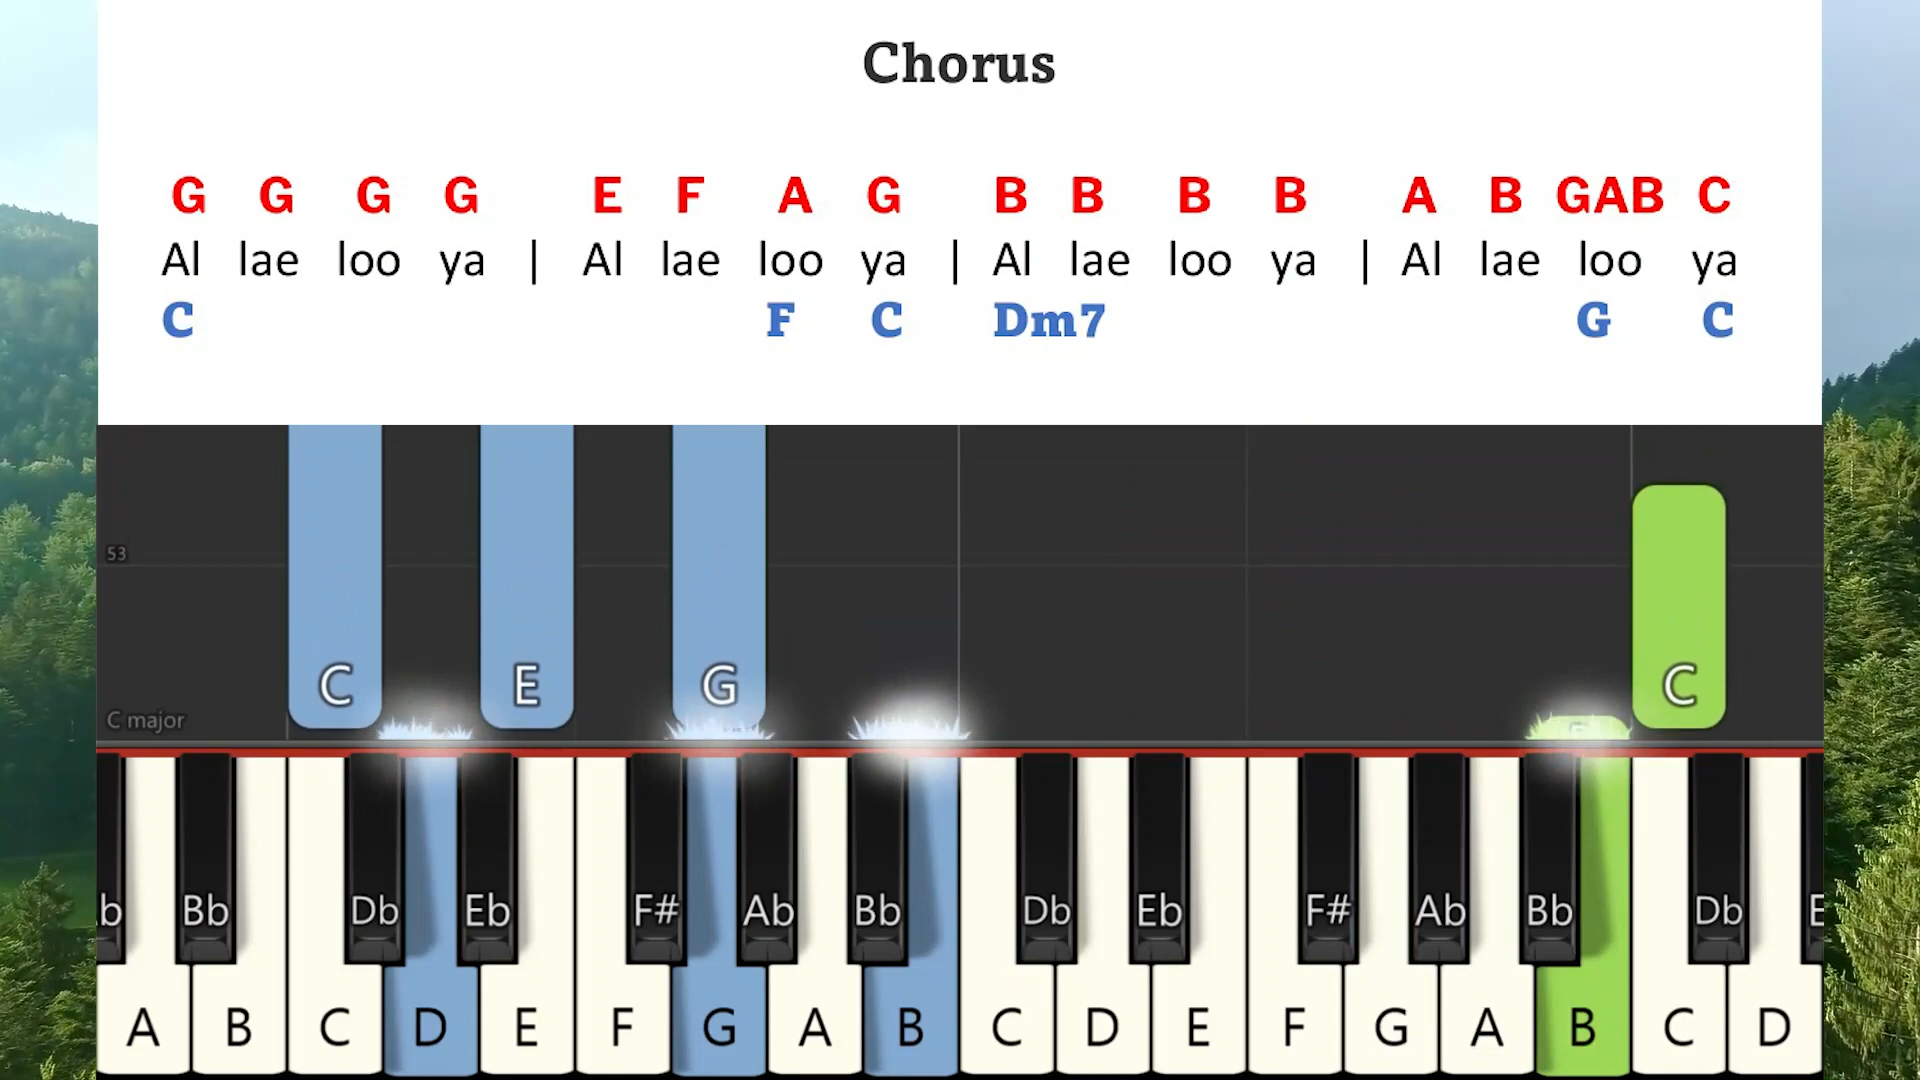 Chorus
G G G G E F A G B B B B A B GAB C
Al lae loo ya | Al lae loo ya | Al lae loo ya | Al lae loo ya
C F C Dm7 G C
53
C E G C
C major
b Bb Db Eb F# Ab Bb Db Eb F# Ab Bb Db E
A B C D E F G A B C D E F G A B C D